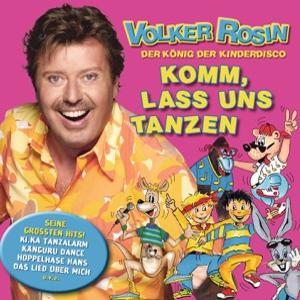 VOLKER ROSIN
DER KÖNIG DER KINDERDISCO
KOMM,
LASS UNS
TANZEN
SEINE
GRÖSSTEN HITS!
KI.KA TANZALARM
KÄNGURU DANCE
HOPPELHASE HANS
DAS LIED ÜBER MICH
U.V.A.